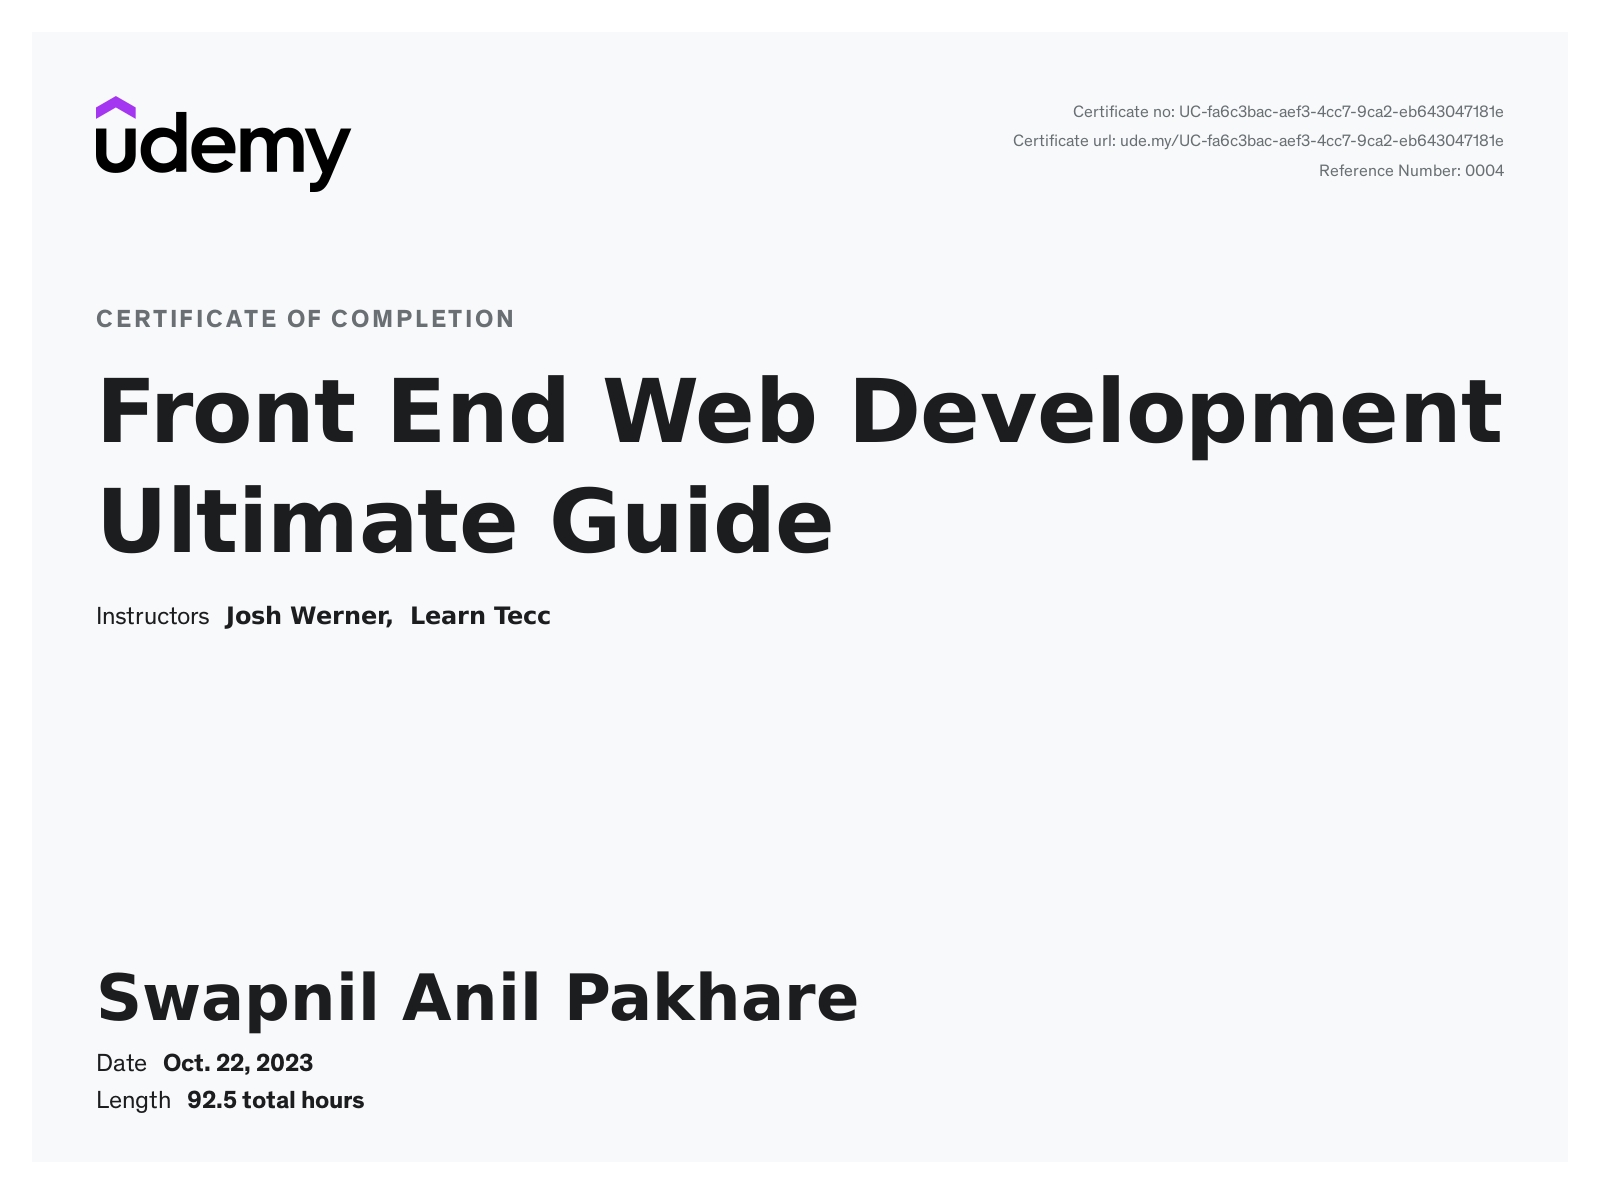 udemy
Certificate no: UC-fa6c3bac-aef3-4cc7-9ca2-eb643047181e
Certificate url: ude.my/UC-fa6c3bac-aef3-4cc7-9ca2-eb643047181e
Reference Number: 0004
CERTIFICATE OF COMPLETION
Front End Web Development
Ultimate Guide
Instructors Josh Werner, Learn Tecc
Swapnil Anil Pakhare
Date Oct. 22, 2023
Length 92.5 total hours